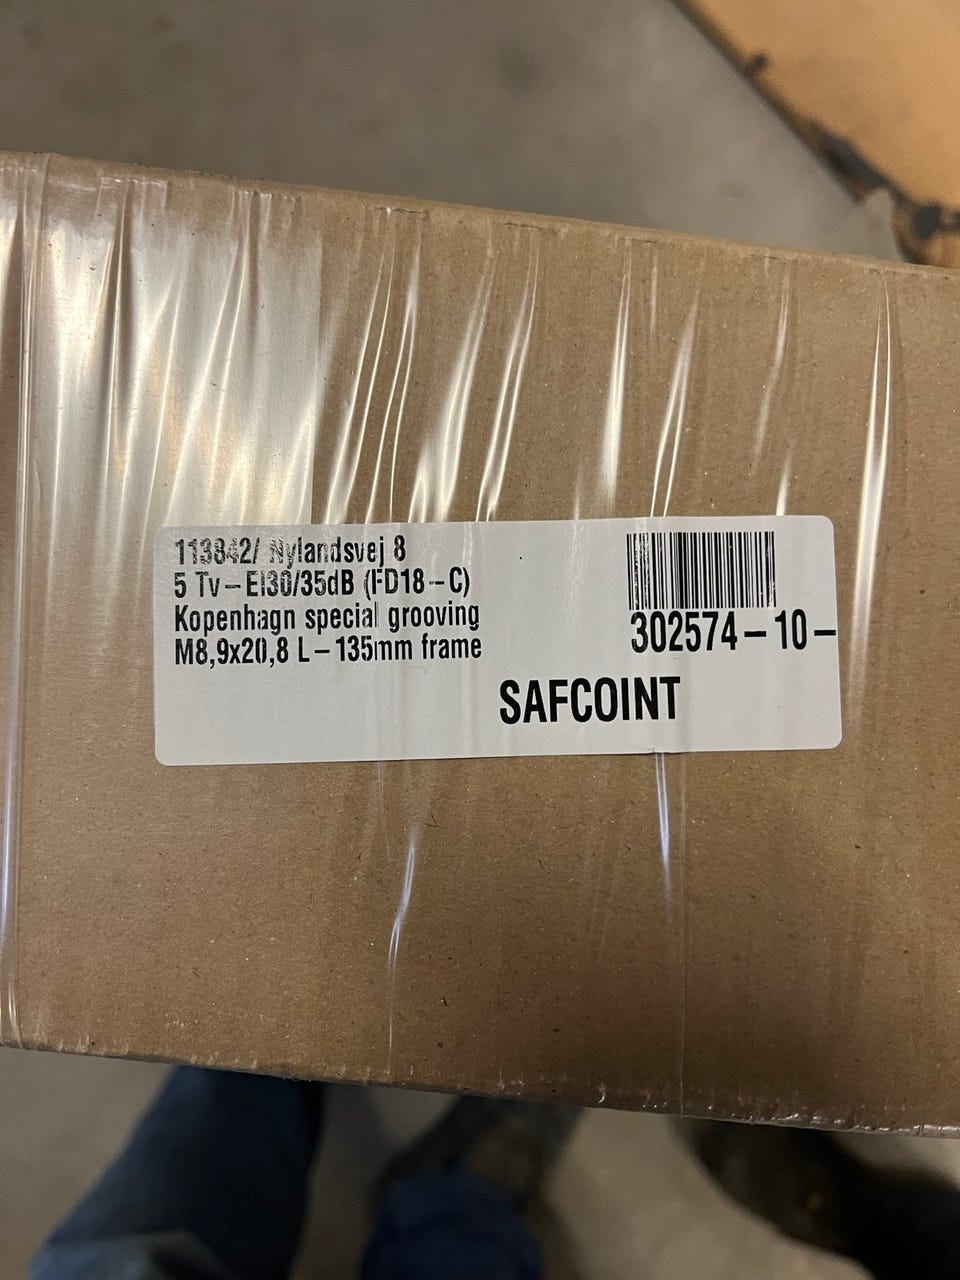 113842/ Nylandsvej 8
5 Tv-EI30/35dB (FD18-C)
Kopenhagn special grooving
M8,9x20,8 L-135mm frame
302574-10-
SAFCOINT